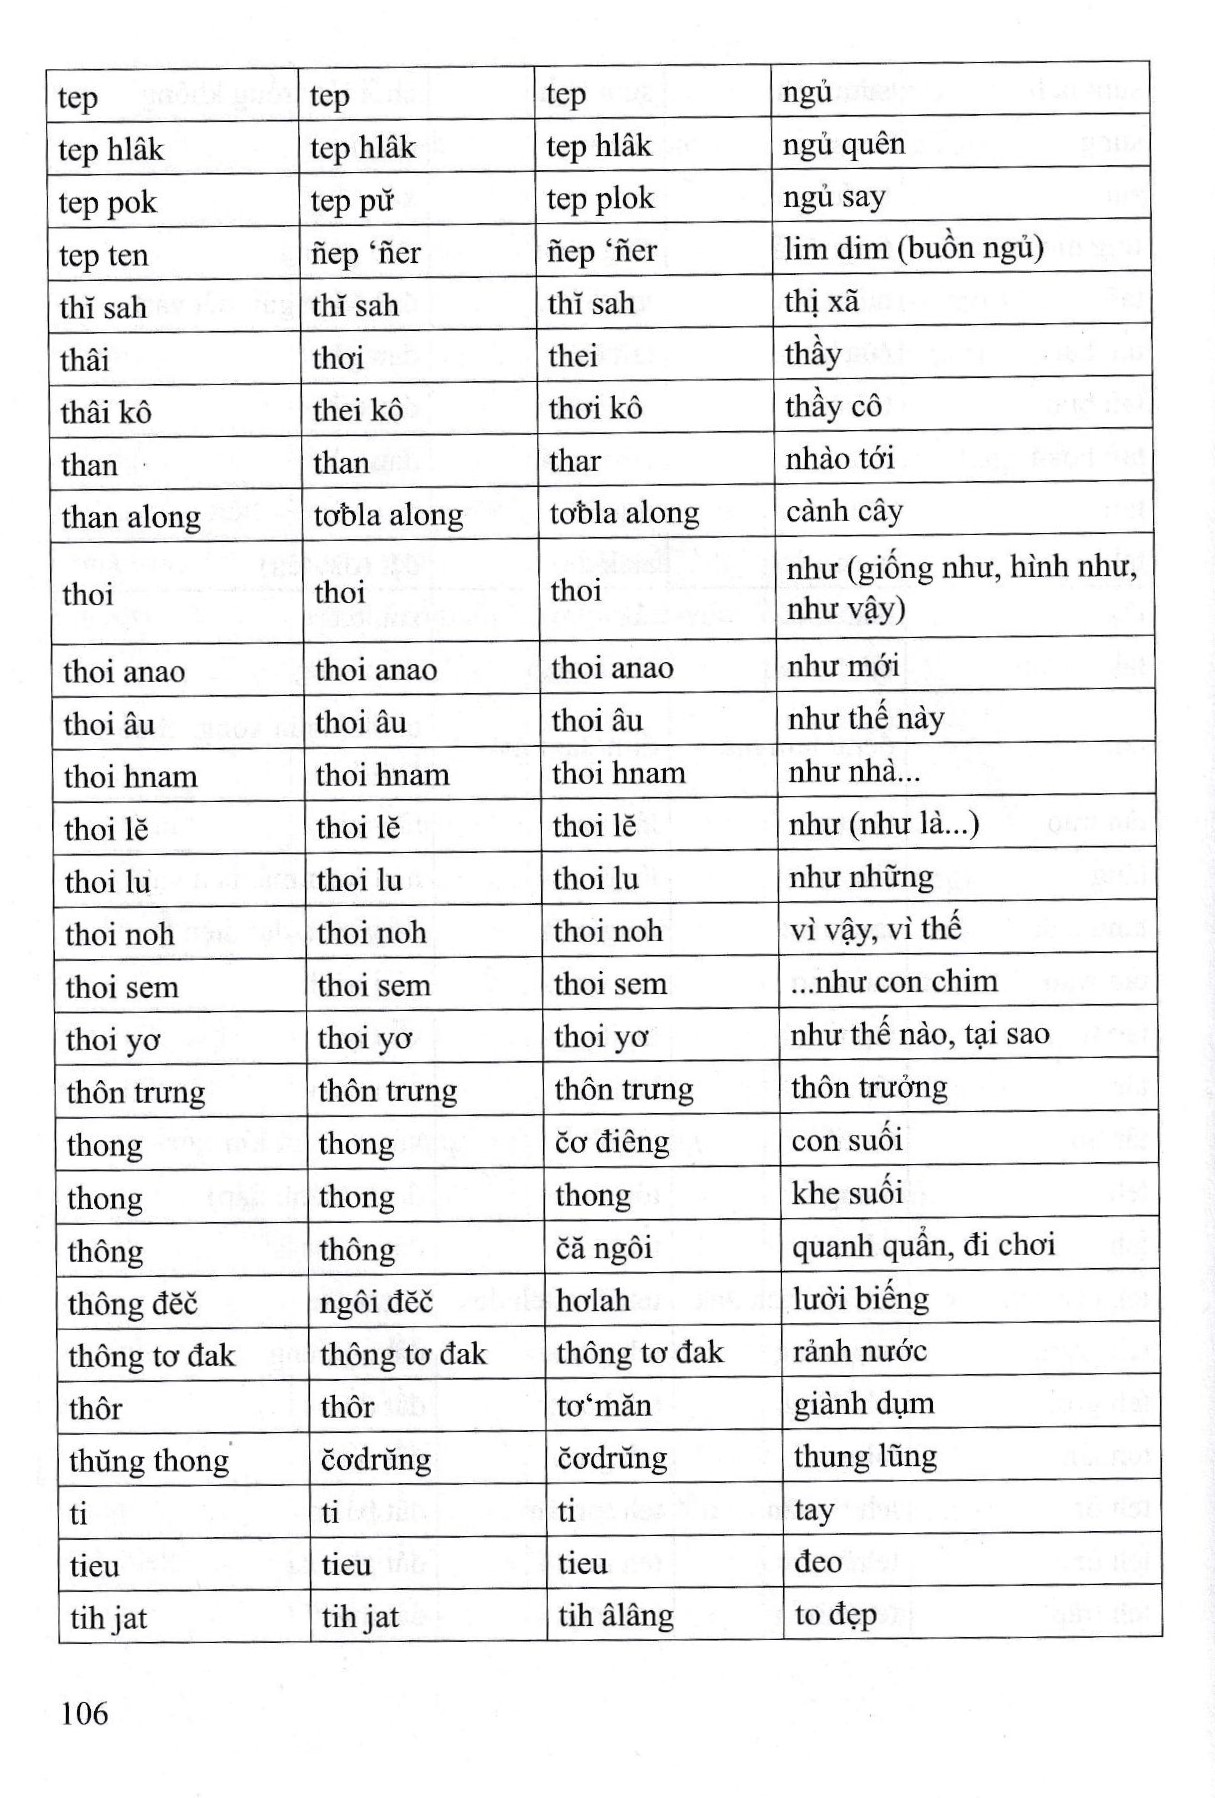 tep tep tep ngủ
tep hlâk tep hlâk tep hlâk ngủ quên
tep pok tep pŭ tep plok ngủ say
tep ten ñep ‘ñer ñep ‘ñer lim dim (buồn ngủ)
thĭ sah thĭ sah thĭ sah thị xã
thâi thơi thei thầy
thâi kô thei kô thơi kô thầy cô
than than thar nhào tới
than along tơƀla along tơƀla along cành cây
thoi thoi thoi như (giống như, hình như,
như vậy)
thoi anao thoi anao thoi anao như mới
thoi âu thoi âu thoi âu như thế này
thoi hnam thoi hnam thoi hnam như nhà...
thoi lĕ thoi lĕ thoi lĕ như (như là...)
thoi lu thoi lu thoi lu như những
thoi noh thoi noh thoi noh vì vậy, vì thế
thoi sem thoi sem thoi sem ...như con chim
thoi yơ thoi yơ thoi yơ như thế nào, tại sao
thôn trưng thôn trưng thôn trưng thôn trưởng
thong thong čơ điêng con suối
thong thong thong khe suối
thông thông čă ngôi quanh quẩn, đi chơi
thông đĕč ngôi đĕč hơlah lười biếng
thông tơ đak thông tơ đak thông tơ đak rảnh nước
thôr thôr tơ‘măn giành dụm
thŭng thong čơdrŭng čơdrŭng thung lũng
ti ti ti tay
tieu tieu tieu đeo
tih jat tih jat tih âlâng to đẹp
106